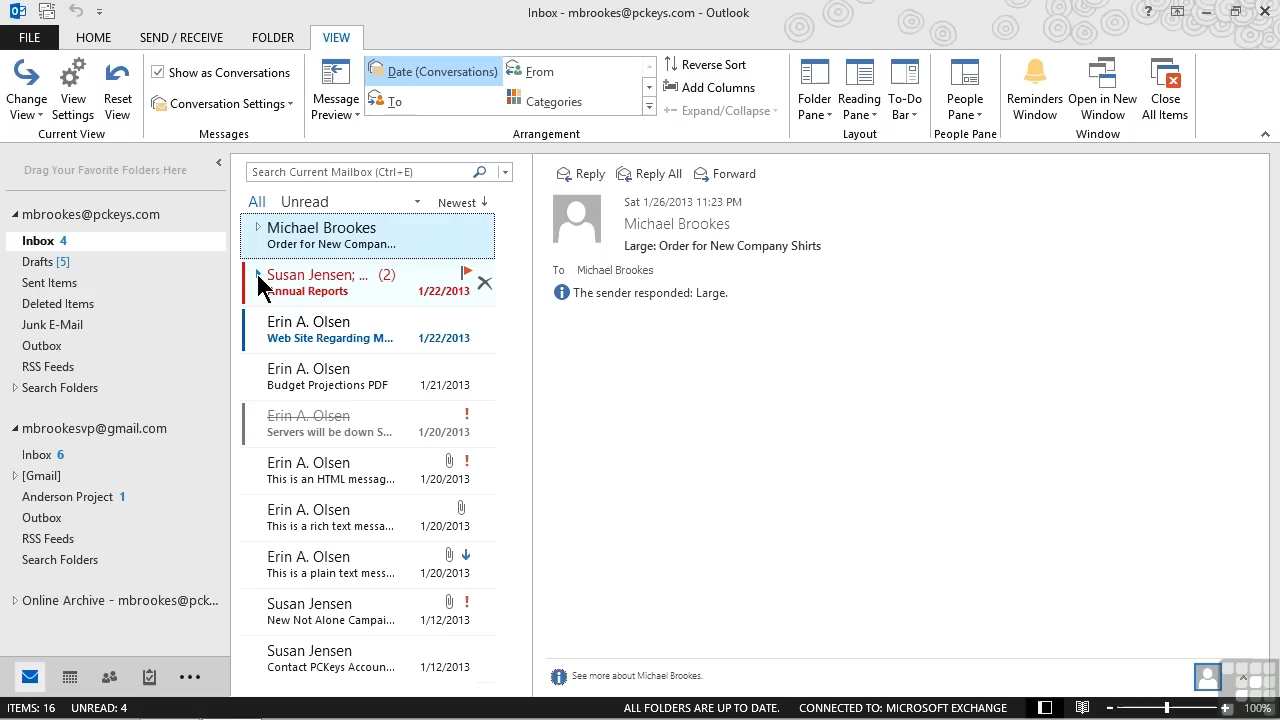 Inbox - mbrookes@pckeys.com - Outlook
FILE HOME SEND / RECEIVE FOLDER VIEW
Change View
View Settings
Reset View
Current View
Show as Conversations
Conversation Settings
Messages
Message Preview
Date (Conversations) From
To Categories
Arrangement
Reverse Sort
Add Columns
Expand/Collapse
Folder Pane
Reading Pane
To-Do Bar
Layout
People Pane
People Pane
Reminders Window
Open in New Window
Close All Items
Window
Drag Your Favorite Folders Here
mbrookes@pckeys.com
Inbox 4
Drafts [5]
Sent Items
Deleted Items
Junk E-Mail
Outbox
RSS Feeds
Search Folders
mbrookesvp@gmail.com
Inbox 6
[Gmail]
Anderson Project 1
Outbox
RSS Feeds
Search Folders
Online Archive - mbrookes@pck...
Search Current Mailbox (Ctrl+E)
All Unread Newest
Michael Brookes
Order for New Compan...
Susan Jensen; ... (2)
Annual Reports 1/22/2013
Erin A. Olsen
Web Site Regarding M... 1/22/2013
Erin A. Olsen
Budget Projections PDF 1/21/2013
Erin A. Olsen !
Servers will be down S... 1/20/2013
Erin A. Olsen !
This is an HTML messag... 1/20/2013
Erin A. Olsen
This is a rich text messa... 1/20/2013
Erin A. Olsen
This is a plain text mess... 1/20/2013
Susan Jensen !
New Not Alone Campai... 1/12/2013
Susan Jensen
Contact PCKeys Accoun... 1/12/2013
Reply Reply All Forward
Sat 1/26/2013 11:23 PM
Michael Brookes
Large: Order for New Company Shirts
To Michael Brookes
The sender responded: Large.
See more about Michael Brookes.
ITEMS: 16 UNREAD: 4 ALL FOLDERS ARE UP TO DATE. CONNECTED TO: MICROSOFT EXCHANGE 100%